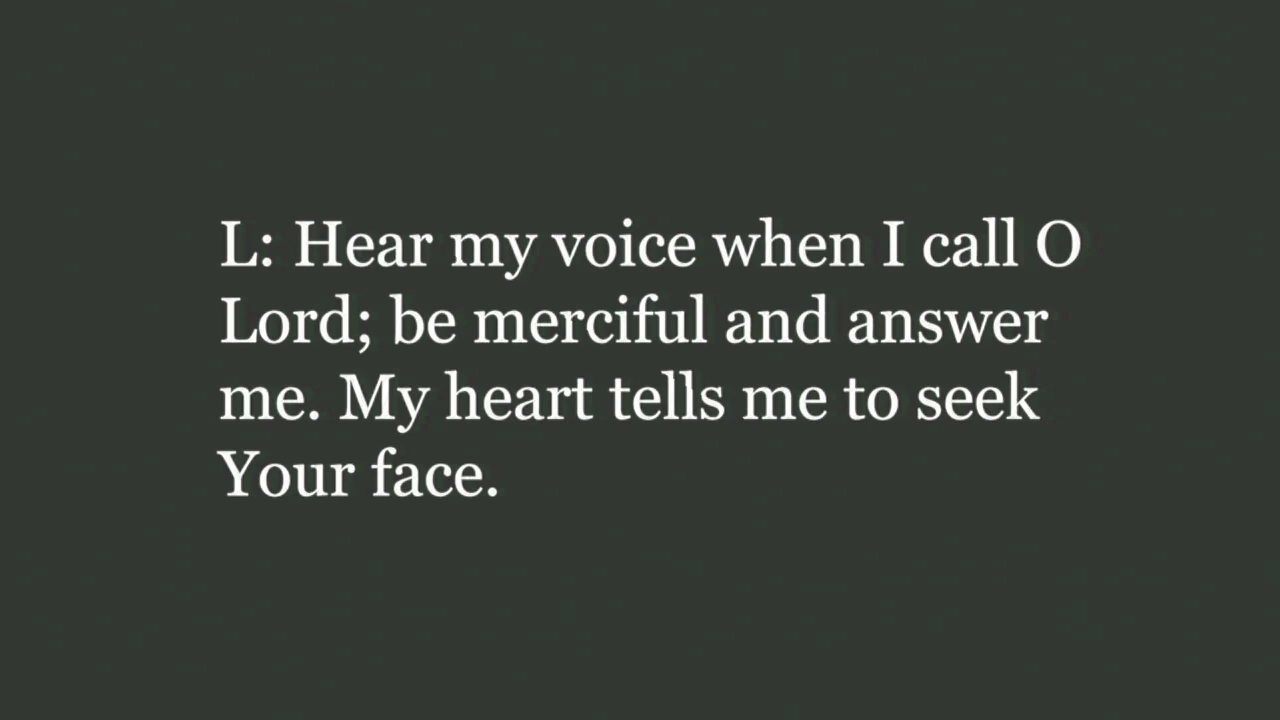 L: Hear my voice when I call O
Lord; be merciful and answer
me. My heart tells me to seek
Your face.